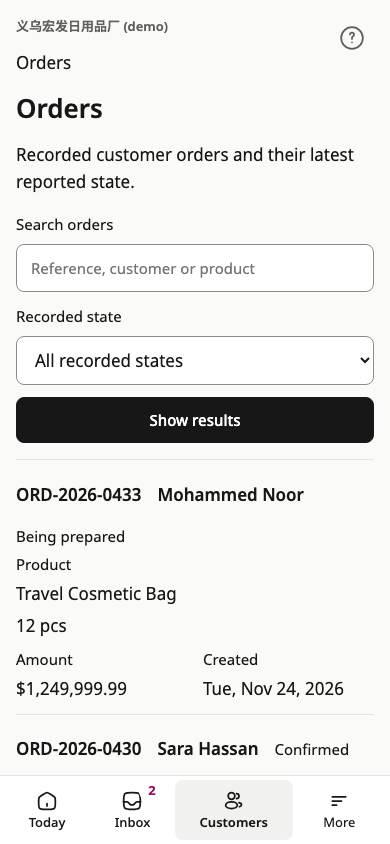 义乌宏发日用品厂 (demo)
Orders
Orders
Recorded customer orders and their latest
reported state.
Search orders
Reference, customer or product
Recorded state
All recorded states
Show results
ORD-2026-0433 Mohammed Noor
Being prepared
Product
Travel Cosmetic Bag
12 pcs
Amount Created
$1,249,999.99 Tue, Nov 24, 2026
ORD-2026-0430 Sara Hassan Confirmed
2
Today Inbox Customers More